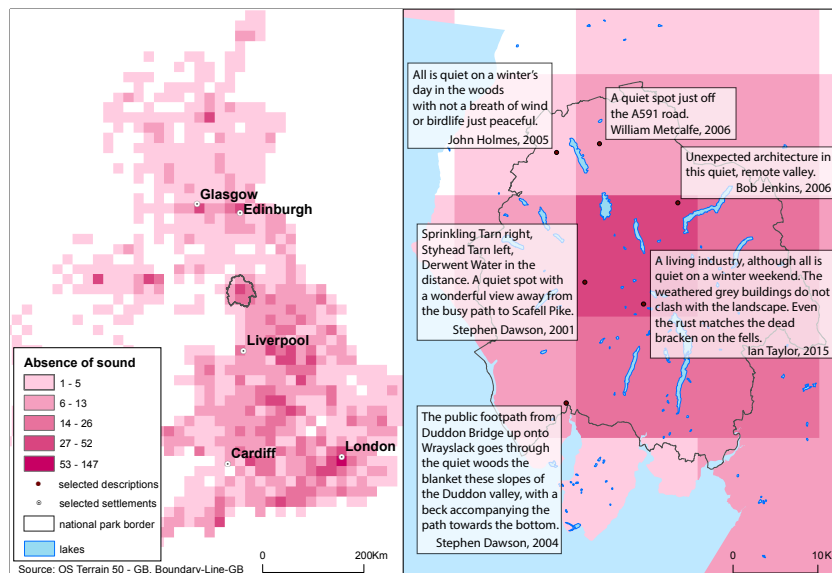 Glasgow
Edinburgh
Liverpool
Cardiff
London
Absence of sound
1 - 5
6 - 13
14 - 26
27 - 52
53 - 147
selected descriptions
selected settlements
national park border
lakes
0
200Km
Source: OS Terrain 50 - GB, Boundary-Line-GB
All is quiet on a winter's
day in the woods
with not a breath of wind
or birdlife just peaceful.
John Holmes, 2005
A quiet spot just off
the A591 road.
William Metcalfe, 2006
Unexpected architecture in
this quiet, remote valley.
Bob Jenkins, 2006
Sprinkling Tarn right,
Styhead Tarn left,
Derwent Water in the
distance. A quiet spot with
a wonderful view away from
the busy path to Scafell Pike.
Stephen Dawson, 2001
A living industry, although all is
quiet on a winter weekend. The
weathered grey buildings do not
clash with the landscape. Even
the rust matches the dead
bracken on the fells.
Ian Taylor, 2015
The public footpath from
Duddon Bridge up onto
Wrayslack goes through
the quiet woods the
blanket these slopes of
the Duddon valley, with a
beck accompanying the
path towards the bottom.
Stephen Dawson, 2004
0
10K